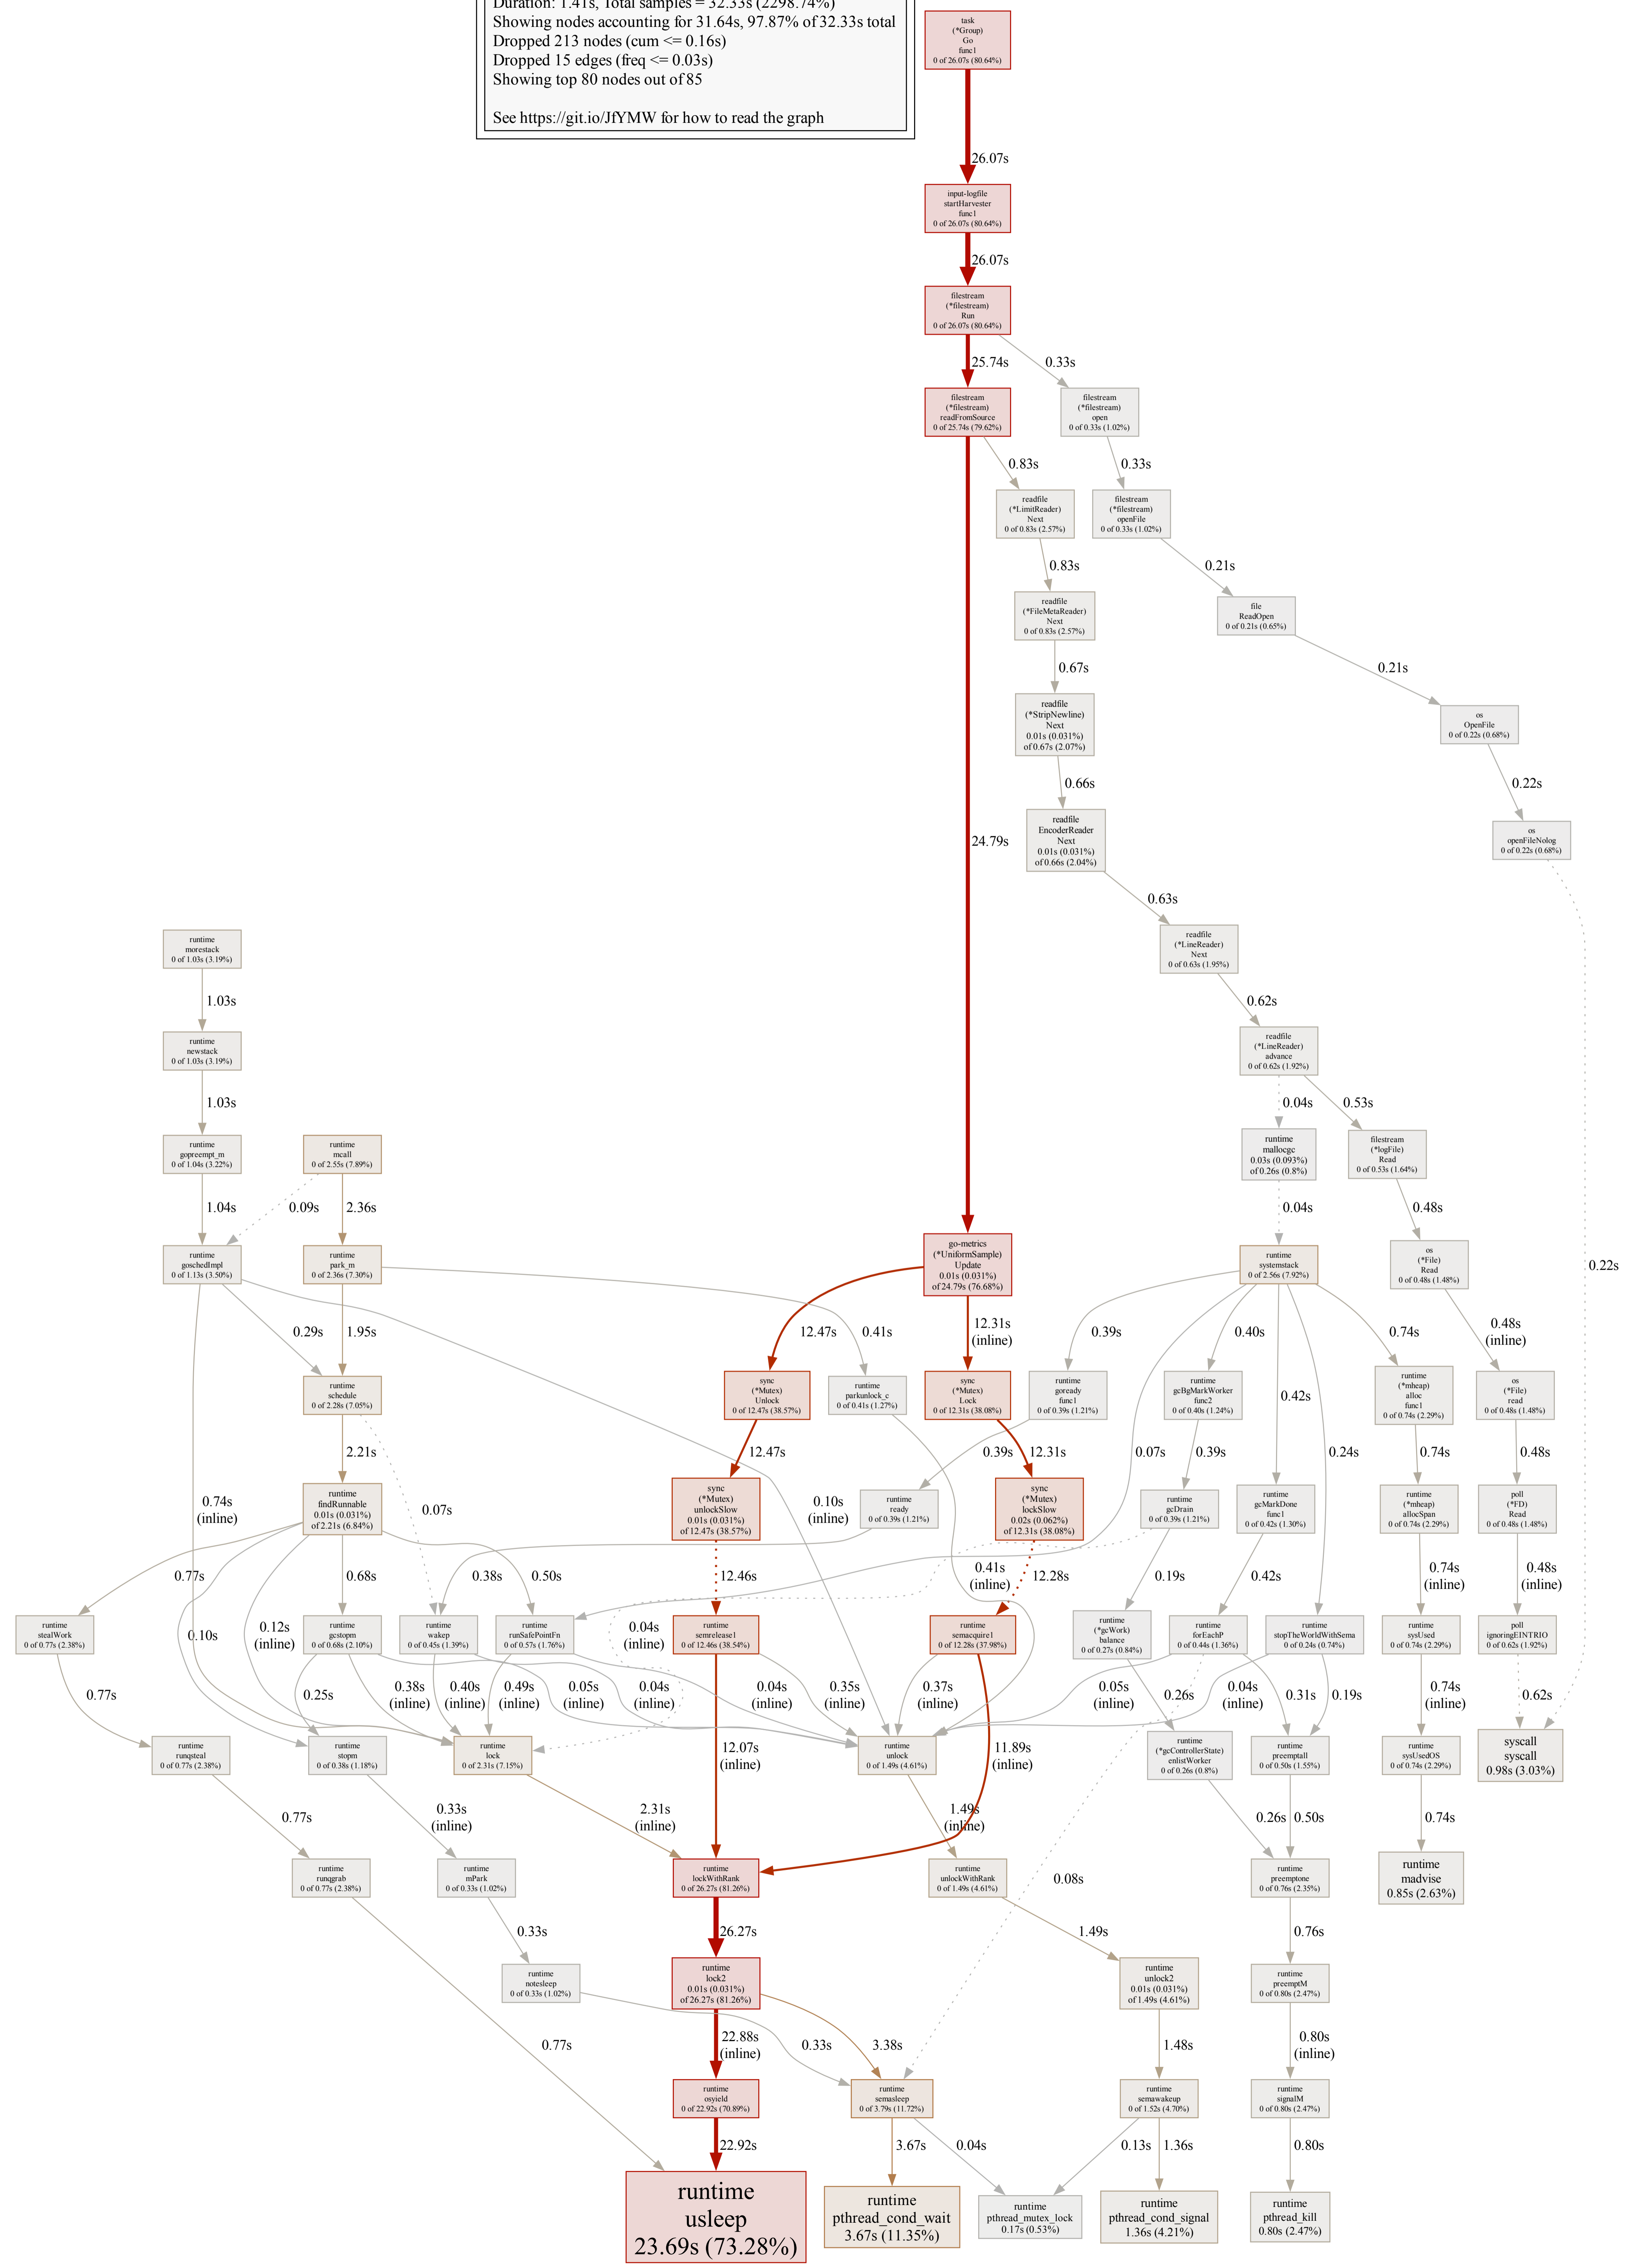 Duration: 1.41s, Total samples = 32.33s (2298.74%)
Showing nodes accounting for 31.64s, 97.87% of 32.33s total
Dropped 213 nodes (cum <= 0.16s)
Dropped 15 edges (freq <= 0.03s)
Showing top 80 nodes out of 85
See https://git.io/JfYMW for how to read the graph
task
(*Group)
Go
func1
0 of 26.07s (80.64%)
26.07s
input-logfile
startHarvester
func1
0 of 26.07s (80.64%)
26.07s
filestream
(*filestream)
Run
0 of 26.07s (80.64%)
25.74s
0.33s
filestream
(*filestream)
readFromSource
0 of 25.74s (79.62%)
filestream
(*filestream)
open
0 of 0.33s (1.02%)
0.83s
0.33s
readfile
(*LimitReader)
Next
0 of 0.83s (2.57%)
filestream
(*filestream)
openFile
0 of 0.33s (1.02%)
0.83s
0.21s
readfile
(*FileMetaReader)
Next
0 of 0.83s (2.57%)
file
ReadOpen
0 of 0.21s (0.65%)
0.67s
0.21s
readfile
(*StripNewline)
Next
0.01s (0.031%)
of 0.67s (2.07%)
os
OpenFile
0 of 0.22s (0.68%)
0.66s
0.22s
readfile
EncoderReader
Next
0.01s (0.031%)
of 0.66s (2.04%)
os
openFileNolog
0 of 0.22s (0.68%)
24.79s
0.63s
runtime
morestack
0 of 1.03s (3.19%)
readfile
(*LineReader)
Next
0 of 0.63s (1.95%)
1.03s
0.62s
runtime
newstack
0 of 1.03s (3.19%)
readfile
(*LineReader)
advance
0 of 0.62s (1.92%)
1.03s
0.04s
0.53s
runtime
gopreempt_m
0 of 1.04s (3.22%)
runtime
mcall
0 of 2.55s (7.89%)
runtime
mallocgc
0.03s (0.093%)
of 0.26s (0.8%)
filestream
(*logFile)
Read
0 of 0.53s (1.64%)
1.04s
0.09s
2.36s
0.04s
0.48s
runtime
goschedImpl
0 of 1.13s (3.50%)
runtime
park_m
0 of 2.36s (7.30%)
go-metrics
(*UniformSample)
Update
0.01s (0.031%)
of 24.79s (76.68%)
runtime
systemstack
0 of 2.56s (7.92%)
os
(*File)
Read
0 of 0.48s (1.48%)
0.22s
0.29s
1.95s
12.47s
0.41s
12.31s
(inline)
0.39s
0.40s
0.74s
0.48s
(inline)
runtime
schedule
0 of 2.28s (7.05%)
sync
(*Mutex)
Unlock
0 of 12.47s (38.57%)
runtime
parkunlock_c
0 of 0.41s (1.27%)
sync
(*Mutex)
Lock
0 of 12.31s (38.08%)
runtime
goready
func1
0 of 0.39s (1.21%)
runtime
gcBgMarkWorker
func2
0 of 0.40s (1.24%)
0.42s
runtime
(*mheap)
alloc
func1
0 of 0.74s (2.29%)
os
(*File)
read
0 of 0.48s (1.48%)
2.21s
12.47s
0.39s
12.31s
0.07s
0.39s
0.24s
0.74s
0.48s
0.74s
(inline)
runtime
findRunnable
0.01s (0.031%)
of 2.21s (6.84%)
0.07s
sync
(*Mutex)
unlockSlow
0.01s (0.031%)
of 12.47s (38.57%)
0.10s
(inline)
runtime
ready
0 of 0.39s (1.21%)
sync
(*Mutex)
lockSlow
0.02s (0.062%)
of 12.31s (38.08%)
runtime
gcDrain
0 of 0.39s (1.21%)
runtime
gcMarkDone
func1
0 of 0.42s (1.30%)
runtime
(*mheap)
allocSpan
0 of 0.74s (2.29%)
poll
(*FD)
Read
0 of 0.48s (1.48%)
0.77s
0.68s
0.38s
0.50s
12.46s
0.41s
(inline)
12.28s
0.19s
0.42s
0.74s
(inline)
0.48s
(inline)
runtime
stealWork
0 of 0.77s (2.38%)
0.10s
0.12s
(inline)
runtime
gcstopm
0 of 0.68s (2.10%)
runtime
wakep
0 of 0.45s (1.39%)
runtime
runSafePointFn
0 of 0.57s (1.76%)
0.04s
(inline)
runtime
semrelease1
0 of 12.46s (38.54%)
runtime
semacquire1
0 of 12.28s (37.98%)
runtime
(*gcWork)
balance
0 of 0.27s (0.84%)
runtime
forEachP
0 of 0.44s (1.36%)
runtime
stopTheWorldWithSema
0 of 0.24s (0.74%)
runtime
sysUsed
0 of 0.74s (2.29%)
poll
ignoringEINTRIO
0 of 0.62s (1.92%)
0.77s
0.25s
0.38s
(inline)
0.40s
(inline)
0.49s
(inline)
0.05s
(inline)
0.04s
(inline)
0.04s
(inline)
0.35s
(inline)
0.37s
(inline)
0.05s
(inline)
0.26s
0.04s
(inline)
0.31s
0.19s
0.74s
(inline)
0.62s
runtime
runqsteal
0 of 0.77s (2.38%)
runtime
stopm
0 of 0.38s (1.18%)
runtime
lock
0 of 2.31s (7.15%)
12.07s
(inline)
runtime
unlock
0 of 1.49s (4.61%)
11.89s
(inline)
runtime
(*gcControllerState)
enlistWorker
0 of 0.26s (0.8%)
runtime
preemptall
0 of 0.50s (1.55%)
runtime
sysUsedOS
0 of 0.74s (2.29%)
syscall
syscall
0.98s (3.03%)
0.77s
0.33s
(inline)
2.31s
(inline)
1.49s
(inline)
0.26s
0.50s
0.74s
runtime
runqgrab
0 of 0.77s (2.38%)
runtime
mPark
0 of 0.33s (1.02%)
runtime
lockWithRank
0 of 26.27s (81.26%)
runtime
unlockWithRank
0 of 1.49s (4.61%)
0.08s
runtime
preemptone
0 of 0.76s (2.35%)
runtime
madvise
0.85s (2.63%)
0.33s
26.27s
1.49s
0.76s
runtime
notesleep
0 of 0.33s (1.02%)
runtime
lock2
0.01s (0.031%)
of 26.27s (81.26%)
runtime
unlock2
0.01s (0.031%)
of 1.49s (4.61%)
runtime
preemptM
0 of 0.80s (2.47%)
0.77s
22.88s
(inline)
0.33s
3.38s
1.48s
0.80s
(inline)
runtime
osyield
0 of 22.92s (70.89%)
runtime
semasleep
0 of 3.79s (11.72%)
runtime
semawakeup
0 of 1.52s (4.70%)
runtime
signalM
0 of 0.80s (2.47%)
22.92s
3.67s
0.04s
0.13s
1.36s
0.80s
runtime
usleep
23.69s (73.28%)
runtime
pthread_cond_wait
3.67s (11.35%)
runtime
pthread_mutex_lock
0.17s (0.53%)
runtime
pthread_cond_signal
1.36s (4.21%)
runtime
pthread_kill
0.80s (2.47%)